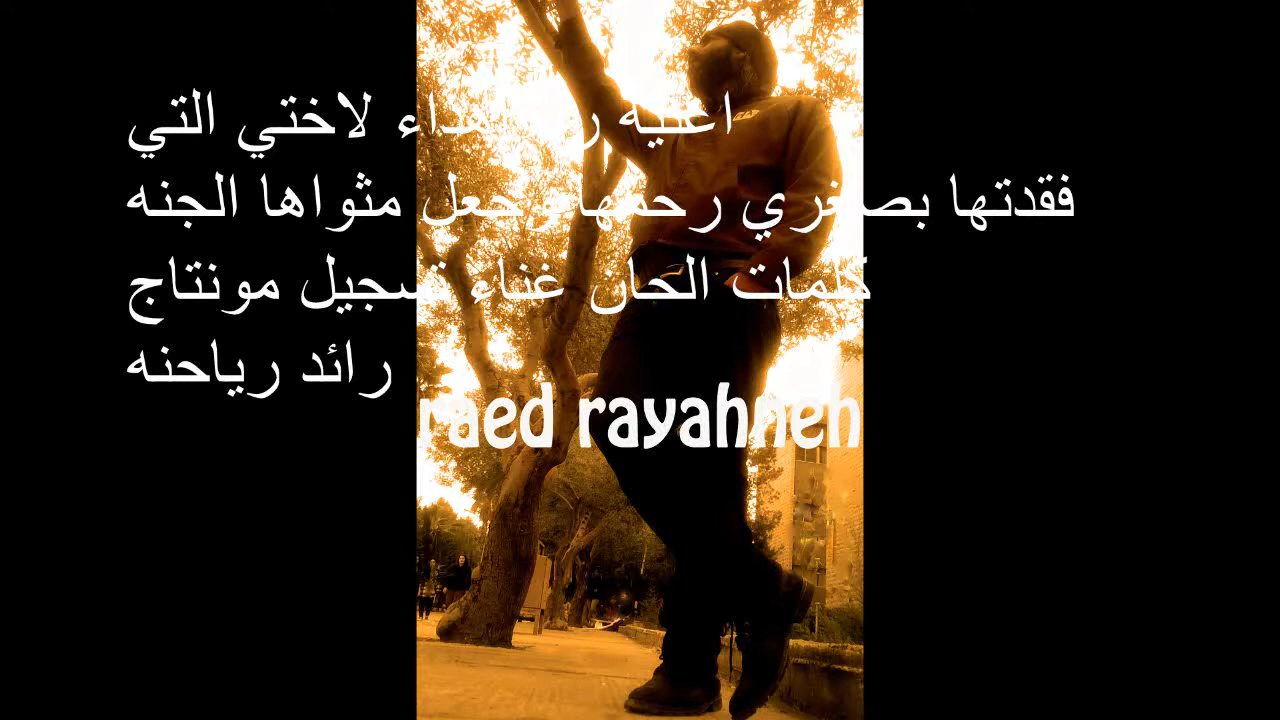 اغنيه لاختي التي
فقدتها بصغري رحمها وجعل مثواها الجنه
كلمات الحان غناء تسجيل مونتاج
رائد رياحنه
raed rayahneh